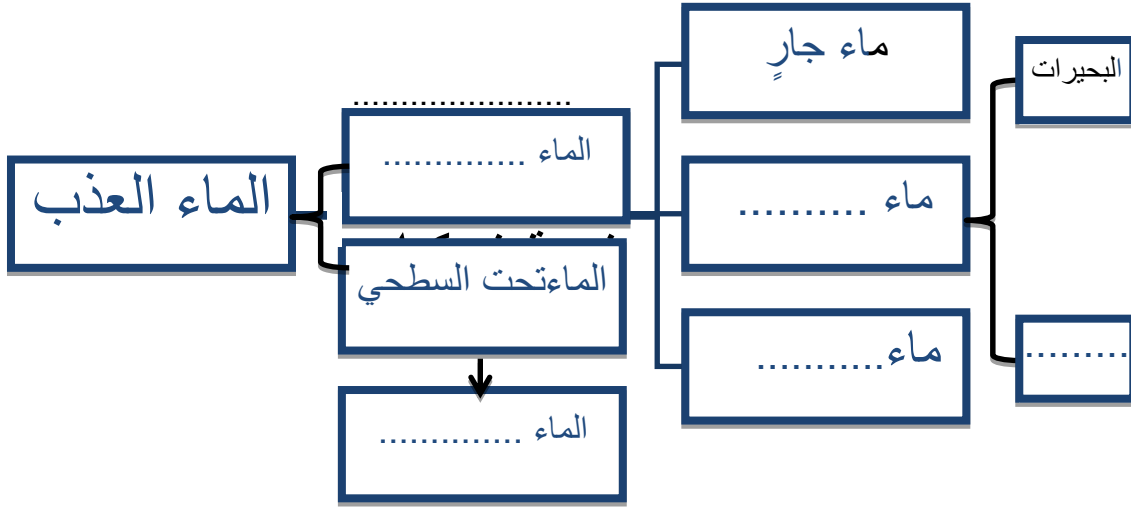 ماء جارٍ
البحيرات
......................
الماء ..............
الماء العذب
ماء ..........
الماءتحت السطحي
ماء...........
.........
الماء ..............